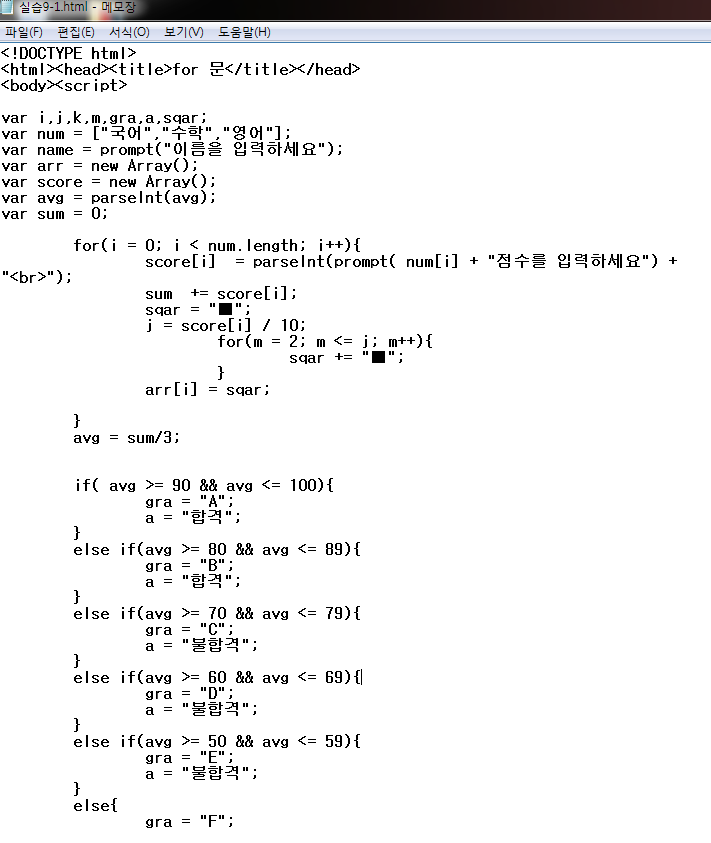 실습9-1.html - 메모장
파일(F) 편집(E) 서식(O) 보기(V) 도움말(H)
<!DOCTYPE html>
<html><head><title>for 문</title></head>
<body><script>

var i,j,k,m,gra,a,sqar;
var num = ["국어","수학","영어"];
var name = prompt("이름을 입력하세요");
var arr = new Array();
var score = new Array();
var avg = parseInt(avg);
var sum = 0;

        for(i = 0; i < num.length; i++){
                score[i]  = parseInt(prompt( num[i] + "점수를 입력하세요") +
"<br>");
                sum  += score[i];
                sqar = "■";
                j = score[i] / 10;
                        for(m = 2; m <= j; m++){
                                sqar += "■";
                        }
                arr[i] = sqar;

        }
        avg = sum/3;


        if( avg >= 90 && avg <= 100){
                gra = "A";
                a = "합격";
        }
        else if(avg >= 80 && avg <= 89){
                gra = "B";
                a = "합격";
        }
        else if(avg >= 70 && avg <= 79){
                gra = "C";
                a = "불합격";
        }
        else if(avg >= 60 && avg <= 69){
                gra = "D";
                a = "불합격";
        }
        else if(avg >= 50 && avg <= 59){
                gra = "E";
                a = "불합격";
        }
        else{
                gra = "F";